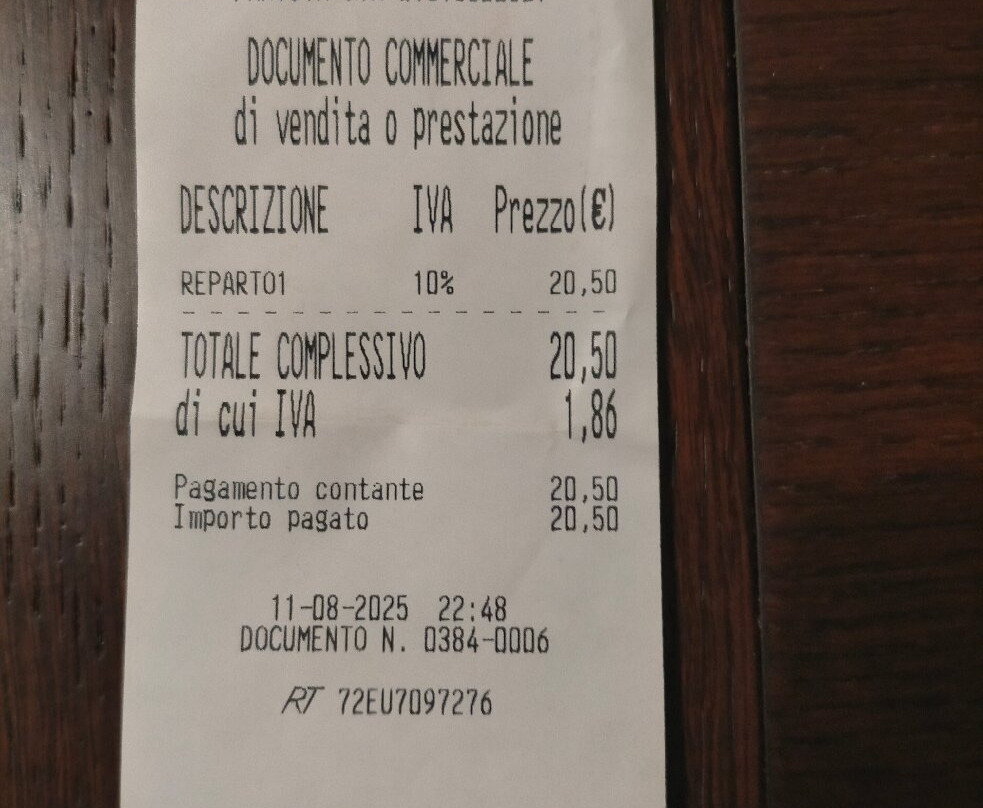 DOCUMENTO COMMERCIALE
di vendita o prestazione
DESCRIZIONE IVA Prezzo(€)
REPARTO1 10% 20,50
TOTALE COMPLESSIVO 20,50
di cui IVA 1,86
Pagamento contante 20,50
Importo pagato 20,50
11-08-2025 22:48
DOCUMENTO N. 0384-0006
RT 72EU7097276